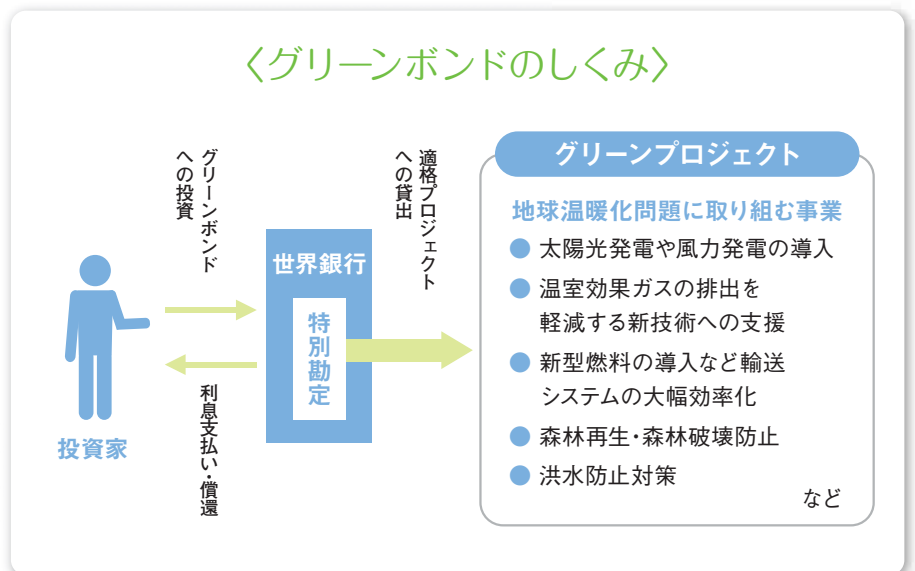 〈グリーンボンドのしくみ〉
グリーンボンド
への投資
適格プロジェクト
への貸出
世界銀行
特別勘定
投資家
利息支払い・償還
グリーンプロジェクト
地球温暖化問題に取り組む事業
● 太陽光発電や風力発電の導入
● 温室効果ガスの排出を
軽減する新技術への支援
● 新型燃料の導入など輸送
システムの大幅効率化
● 森林再生・森林破壊防止
● 洪水防止対策
など